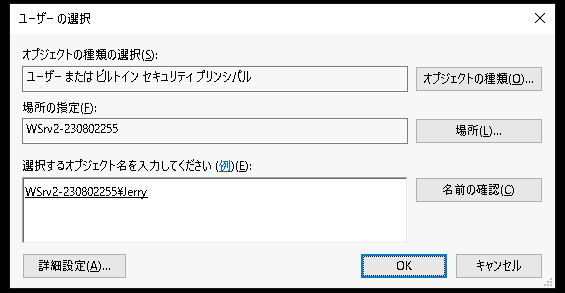 ユーザー の選択
オブジェクトの種類の選択(S):
ユーザー または ビルトイン セキュリティ プリンシパル
オブジェクトの種類(O)...
場所の指定(F):
WSrv2-230802255
場所(L)...
選択するオブジェクト名を入力してください (例)(E):
WSrv2-230802255¥Jerry
名前の確認(C)
詳細設定(A)...
OK
キャンセル